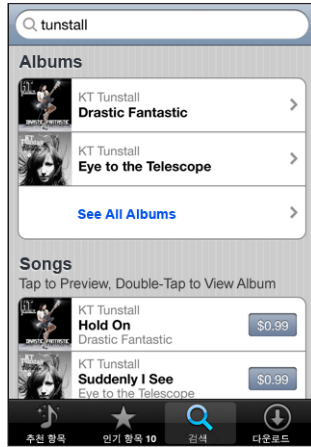 tunstall
Albums
KT Tunstall
Drastic Fantastic
KT Tunstall
Eye to the Telescope
See All Albums
Songs
Tap to Preview, Double-Tap to View Album
KT Tunstall
Hold On
Drastic Fantastic
$0.99
KT Tunstall
Suddenly I See
Eye to the Telescope
$0.99
추천 항목
인기 항목 10
검색
다운로드